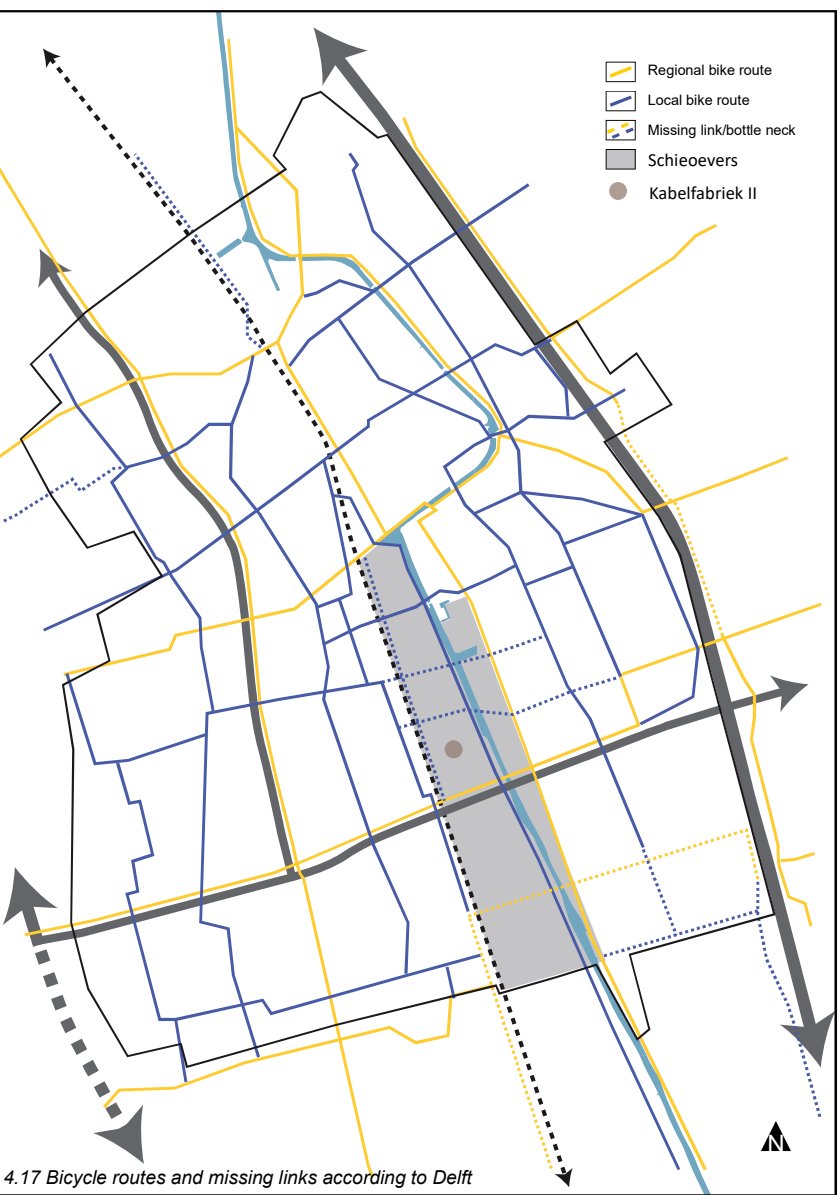 Regional bike route
Local bike route
Missing link/bottle neck
Schieoevers
Kabelfabriek II
N
4.17 Bicycle routes and missing links according to Delft